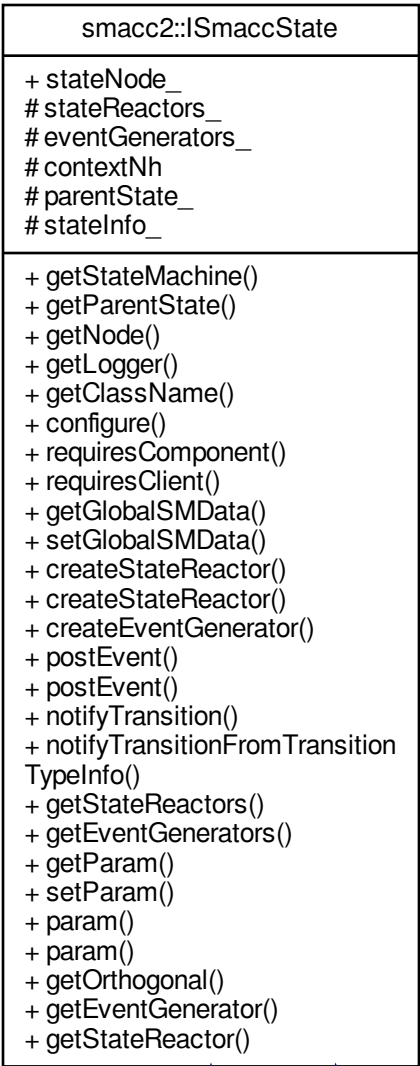 smacc2::ISmaccState
+ stateNode_
# stateReactors_
# eventGenerators_
# contextNh
# parentState_
# stateInfo_
+ getStateMachine()
+ getParentState()
+ getNode()
+ getLogger()
+ getClassName()
+ configure()
+ requiresComponent()
+ requiresClient()
+ getGlobalSMData()
+ setGlobalSMData()
+ createStateReactor()
+ createStateReactor()
+ createEventGenerator()
+ postEvent()
+ postEvent()
+ notifyTransition()
+ notifyTransitionFromTransition
TypeInfo()
+ getStateReactors()
+ getEventGenerators()
+ getParam()
+ setParam()
+ param()
+ param()
+ getOrthogonal()
+ getEventGenerator()
+ getStateReactor()